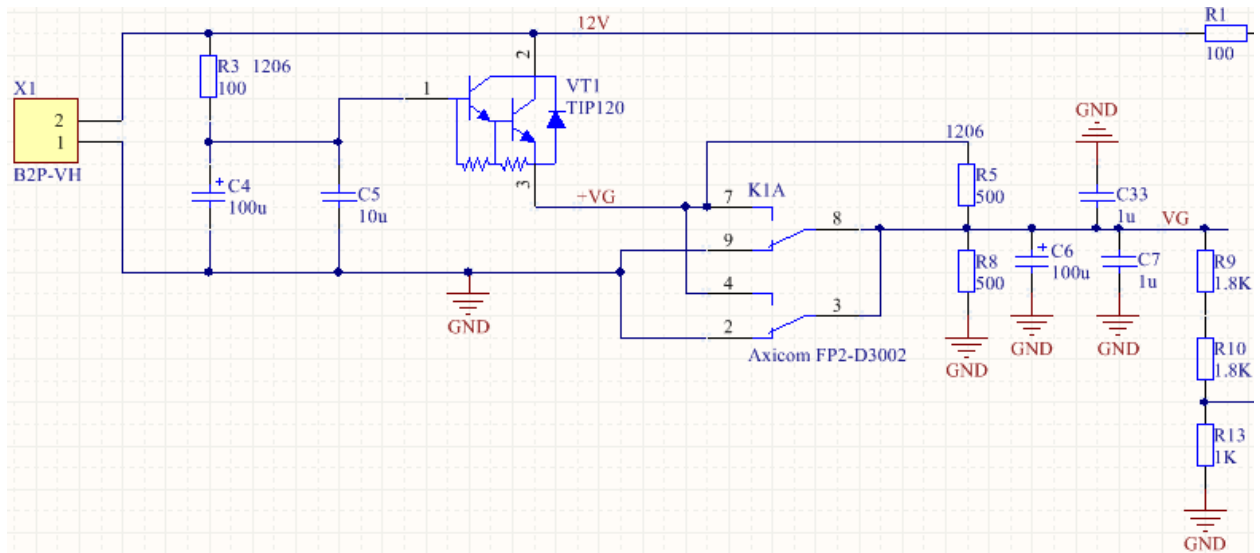 12V
R1
100
R3 1206
100
X1
2
1
B2P-VH
C4
100u
C5
10u
1
2
3
VT1
TIP120
+VG
GND
K1A
7
9
8
4
2
3
Axicom FP2-D3002
1206
R5
500
R8
500
GND
C6
100u
GND
GND
C33
1u
C7
1u
GND
VG
R9
1.8K
R10
1.8K
R13
1K
GND